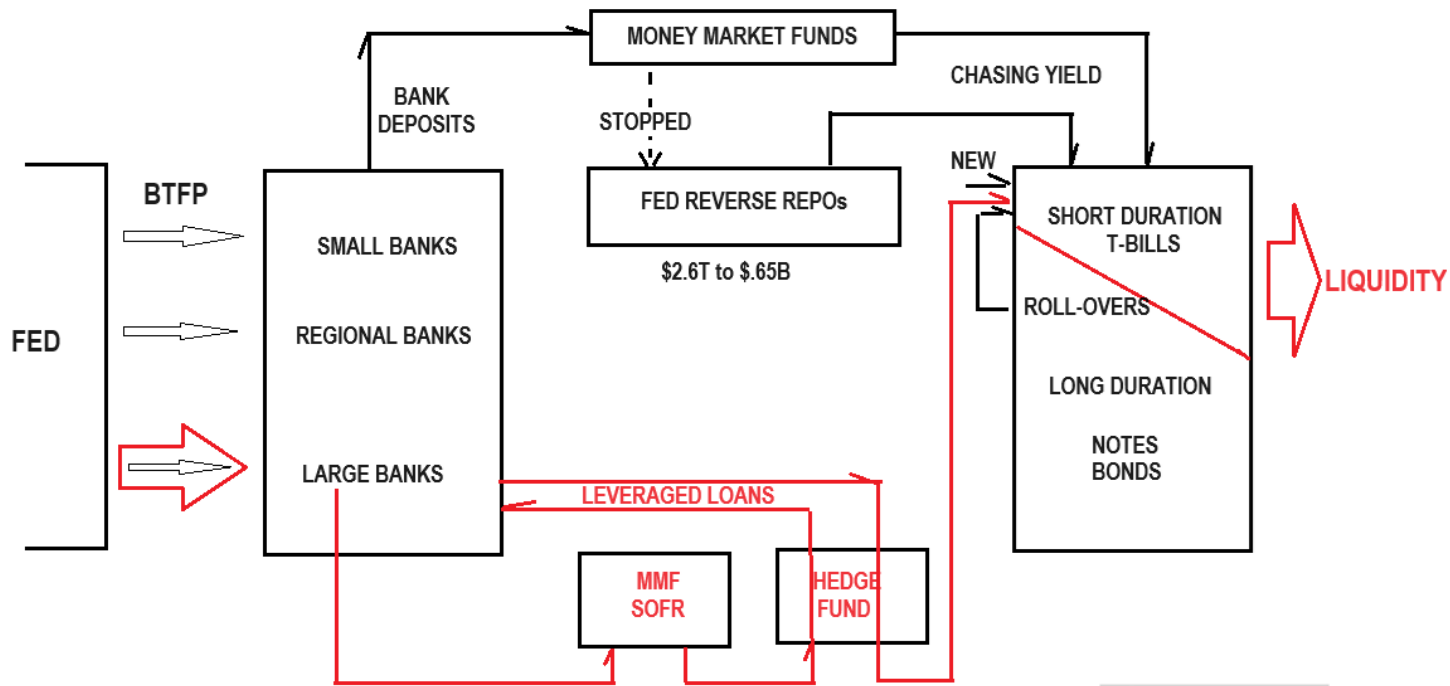 MONEY MARKET FUNDS
CHASING YIELD
BANK
DEPOSITS
STOPPED
NEW
BTFP
FED REVERSE REPOs
SHORT DURATION
T-BILLS
SMALL BANKS
$2.6T to $.65B
LIQUIDITY
ROLL-OVERS
REGIONAL BANKS
FED
LONG DURATION
NOTES
BONDS
LARGE BANKS
LEVERAGED LOANS
MMF
SOFR
HEDGE
FUND